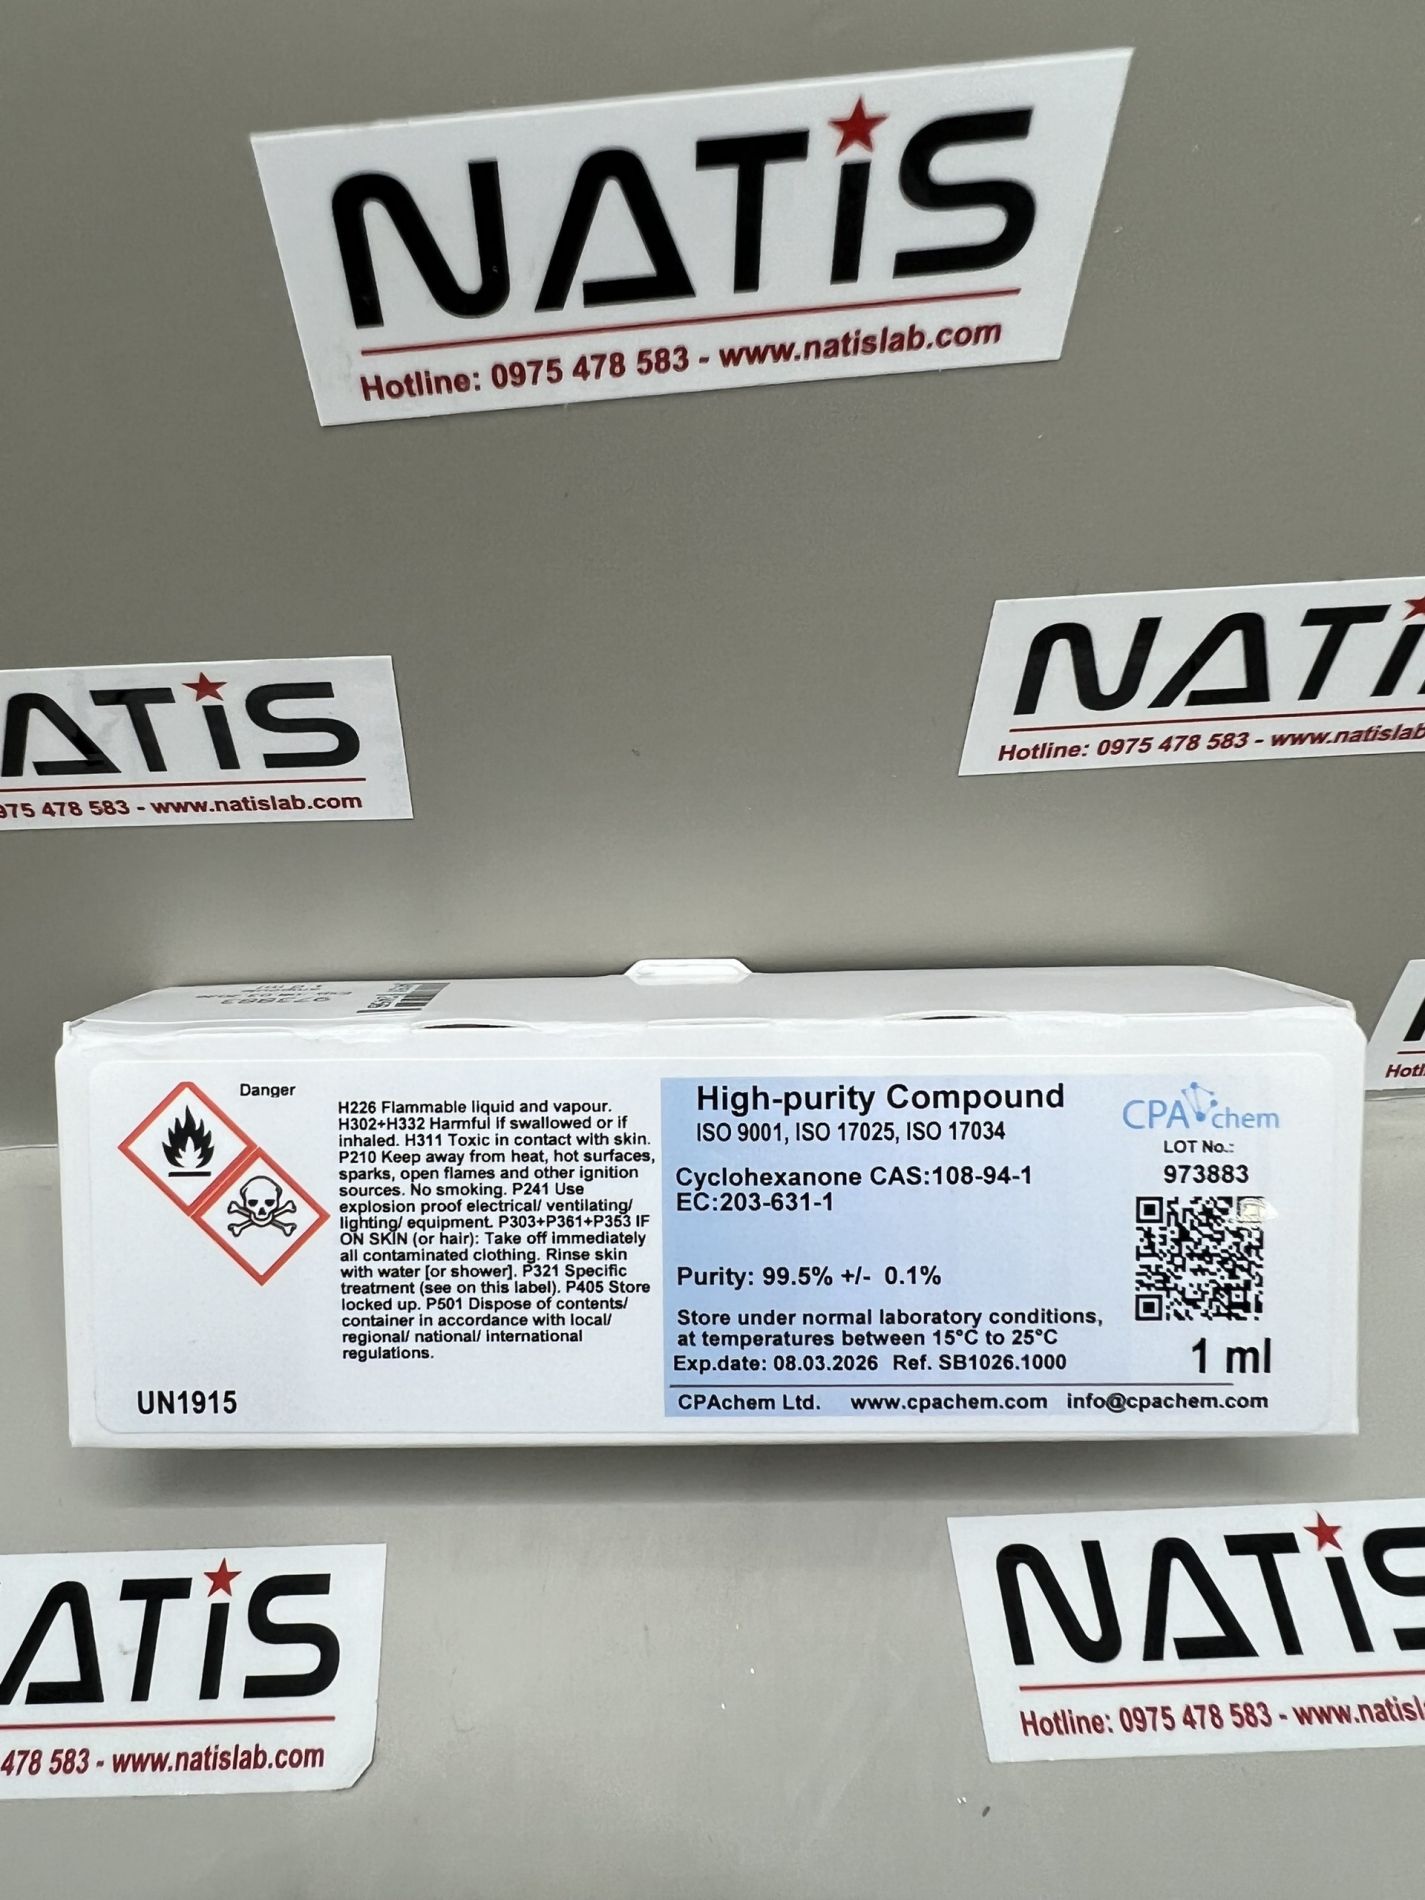 NATiS
Hotline: 0975 478 583 - www.natislab.com
NATi
Hotline: 0975 478 583 - www.natislab
ATiS
975 478 583 - www.natislab.com
Hotl
973883
Danger
H226 Flammable liquid and vapour.
H302+H332 Harmful if swallowed or if
inhaled. H311 Toxic in contact with skin.
P210 Keep away from heat, hot surfaces,
sparks, open flames and other ignition
sources. No smoking. P241 Use
explosion proof electrical/ ventilating/
lighting/ equipment. P303+P361+P353 IF
ON SKIN (or hair): Take off immediately
all contaminated clothing. Rinse skin
with water [or shower]. P321 Specific
treatment (see on this label). P405 Store
locked up. P501 Dispose of contents/
container in accordance with local/
regional/ national/ international
regulations.
UN1915
High-purity Compound
ISO 9001, ISO 17025, ISO 17034
Cyclohexanone CAS:108-94-1
EC:203-631-1
Purity: 99.5% +/- 0.1%
Store under normal laboratory conditions,
at temperatures between 15°C to 25°C
Exp.date: 08.03.2026 Ref. SB1026.1000
CPAchem
LOT No.:
973883
1 ml
CPAchem Ltd. www.cpachem.com info@cpachem.com
ATiS
478 583 - www.natislab.com
NATiS
Hotline: 0975 478 583 - www.natisl